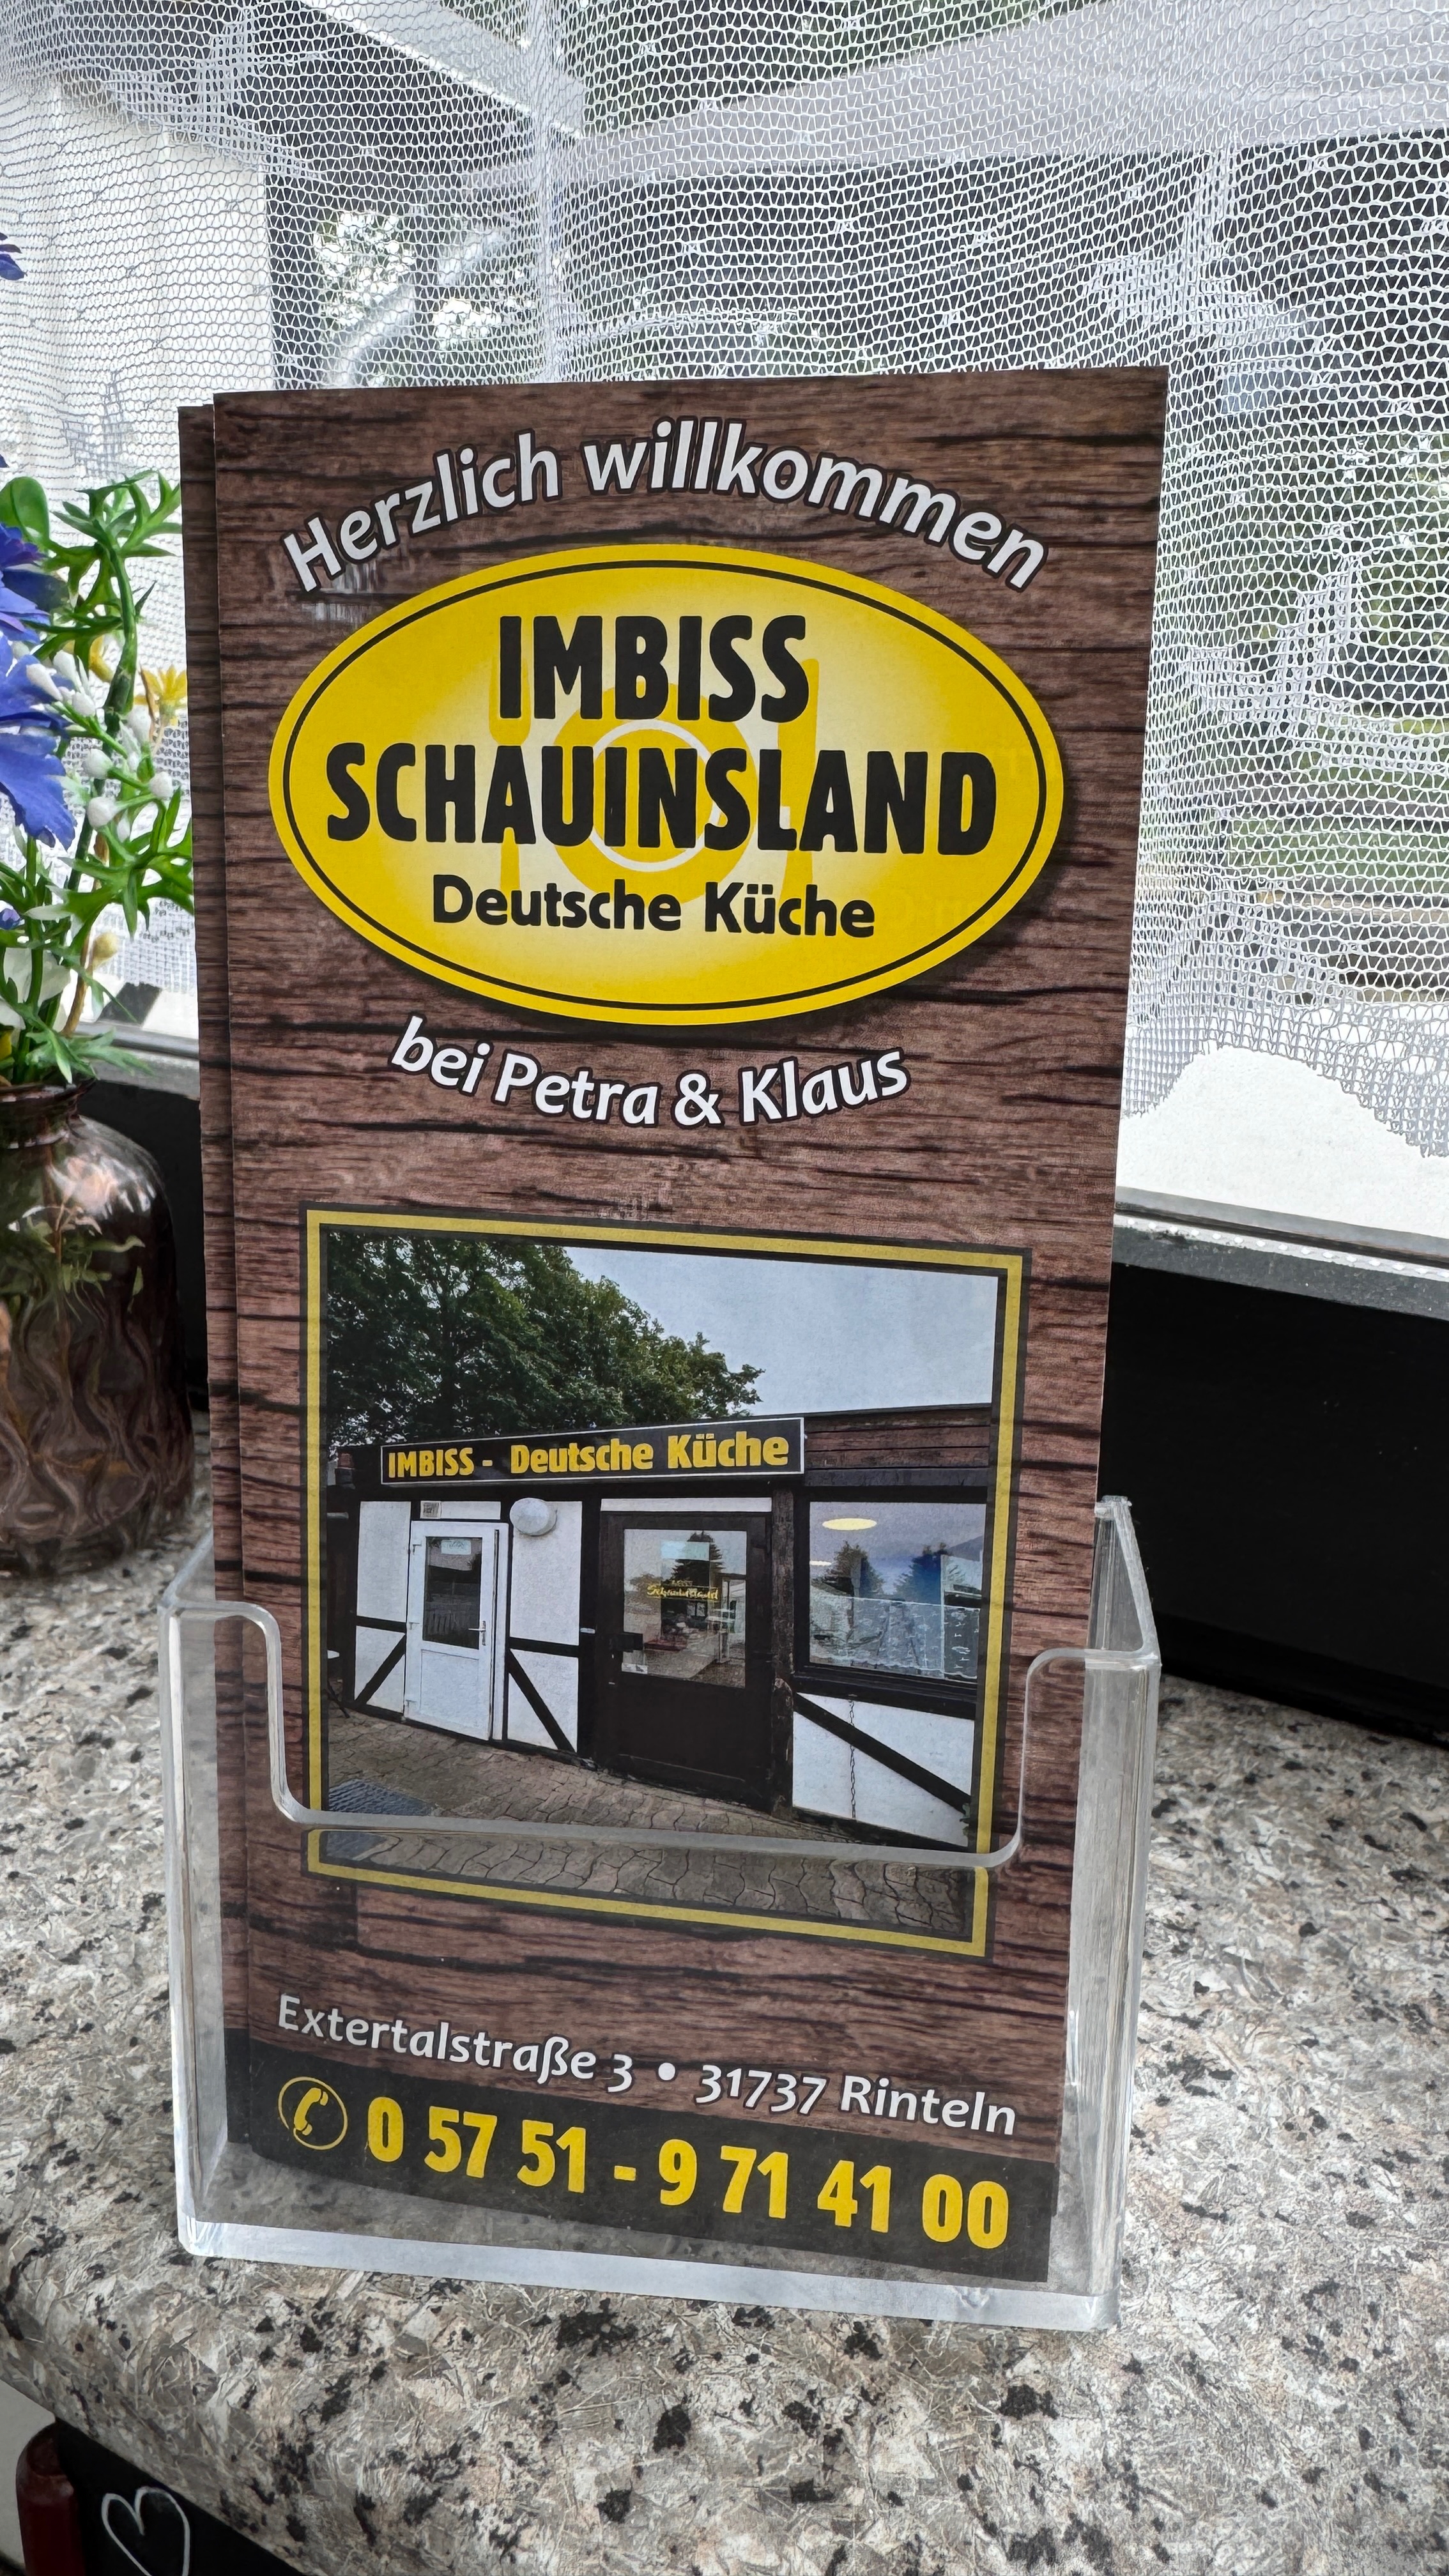 Herzlich willkommen
IMBISS
SCHAUINSLAND
Deutsche Küche
bei Petra & Klaus
IMBISS - Deutsche Küche
Schauinsland
Extertalstraße 3 • 31737 Rinteln
0 57 51 - 9 71 41 00